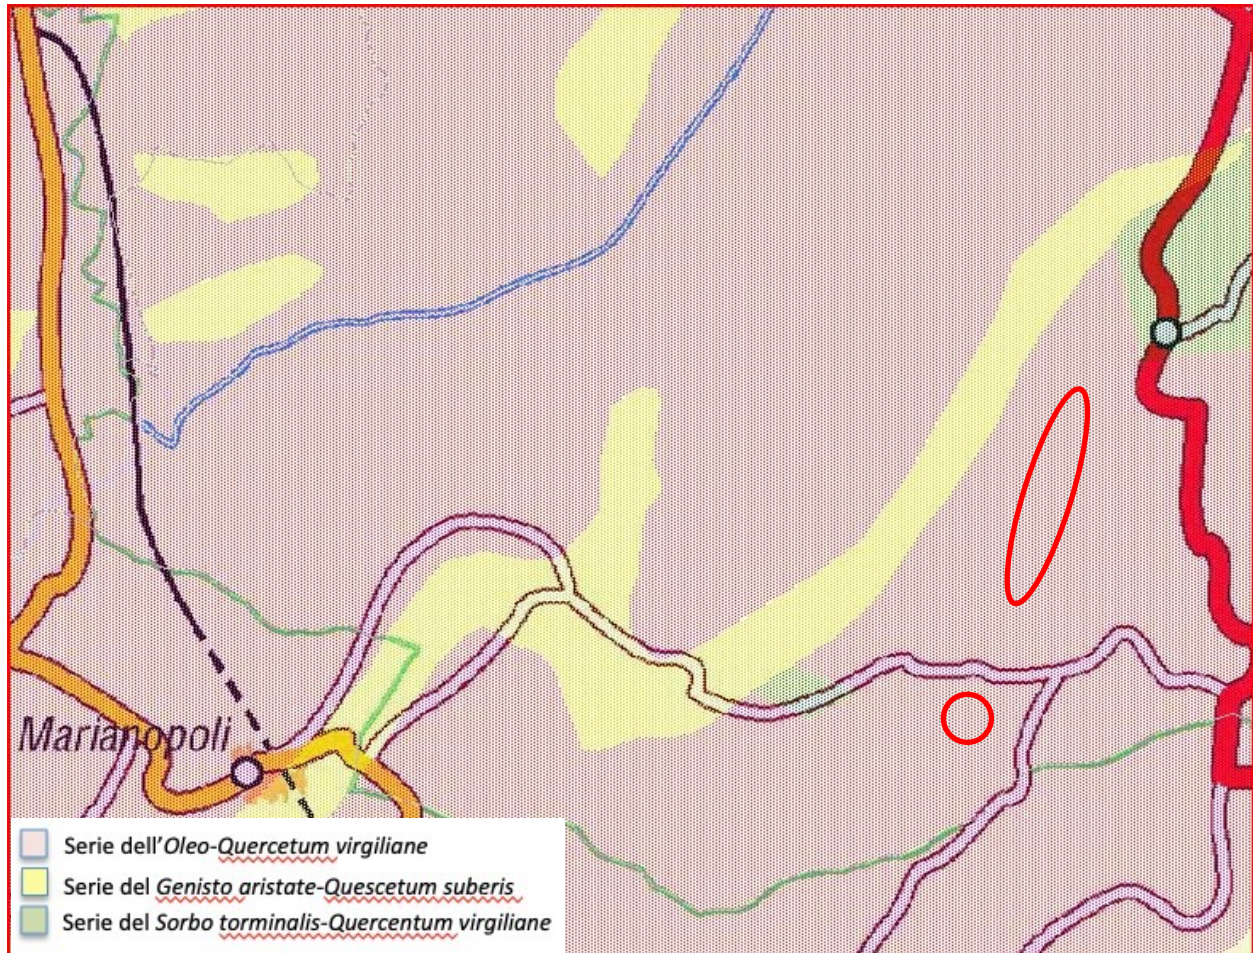 Marianopoli
Serie dell'Oleo-Quercetum virgiliane
Serie del Genisto aristate-Quescetum suberis
Serie del Sorbo torminalis-Quercentum virgiliane